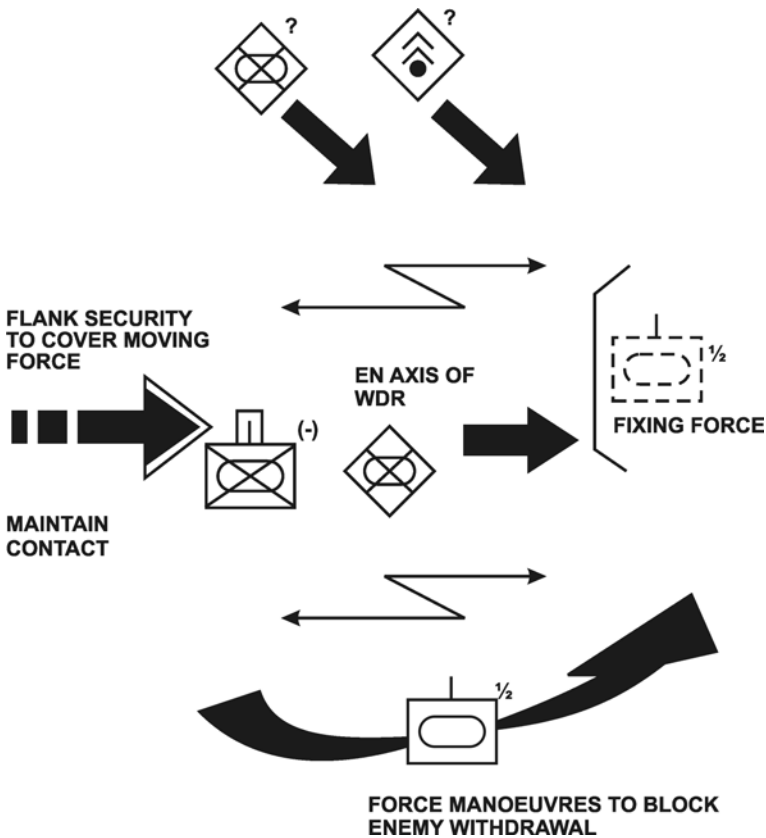 ?
?
FLANK SECURITY
TO COVER MOVING
FORCE
½
(-)
EN AXIS OF
WDR
FIXING FORCE
MAINTAIN
CONTACT
½
FORCE MANOEUVRES TO BLOCK
ENEMY WITHDRAWAL